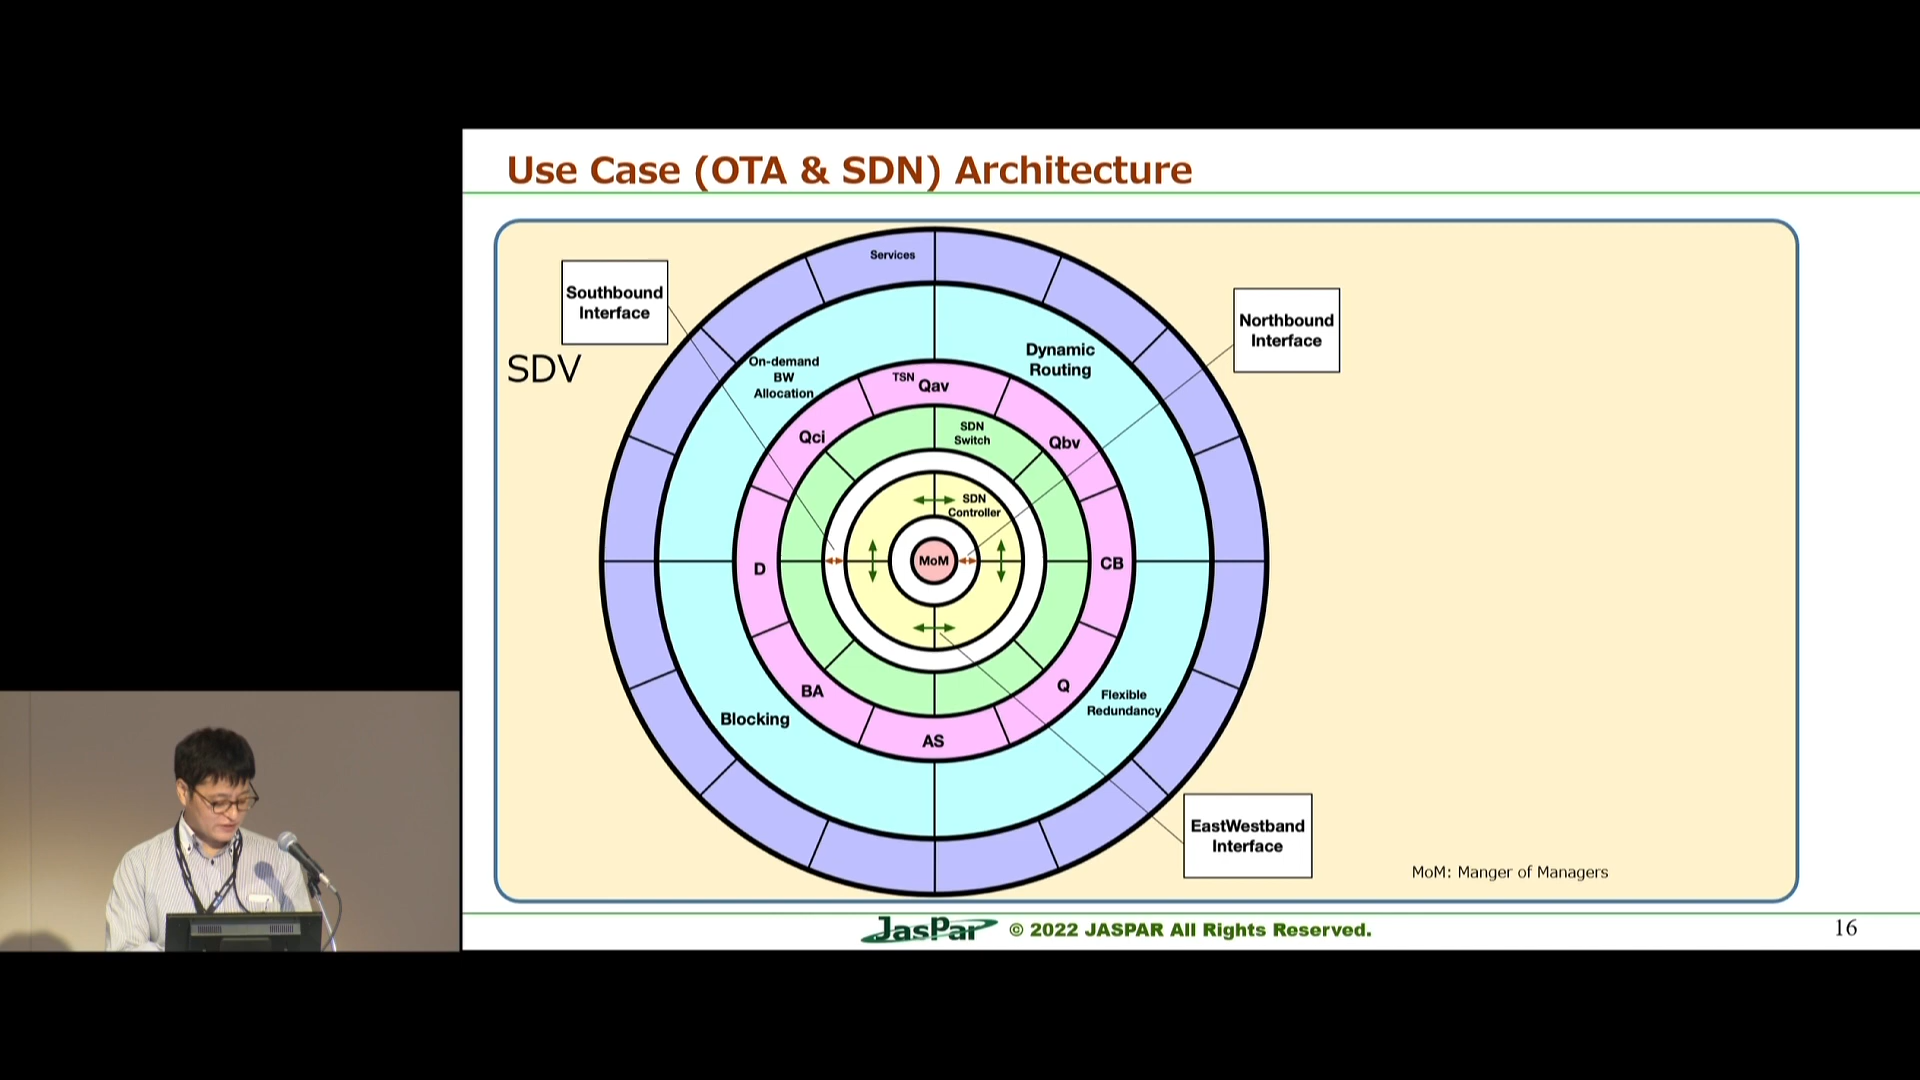 Use Case (OTA & SDN) Architecture
Services
Southbound
Interface
Northbound
Interface
SDV
On-demand
BW
Allocation
Dynamic
Routing
TSN
Qav
Qci
SDN
Switch
Qbv
SDN
Controller
D
MoM
CB
BA
Q
Flexible
Redundancy
Blocking
AS
EastWestband
Interface
MoM: Manger of Managers
JasPar
© 2022 JASPAR All Rights Reserved.
16